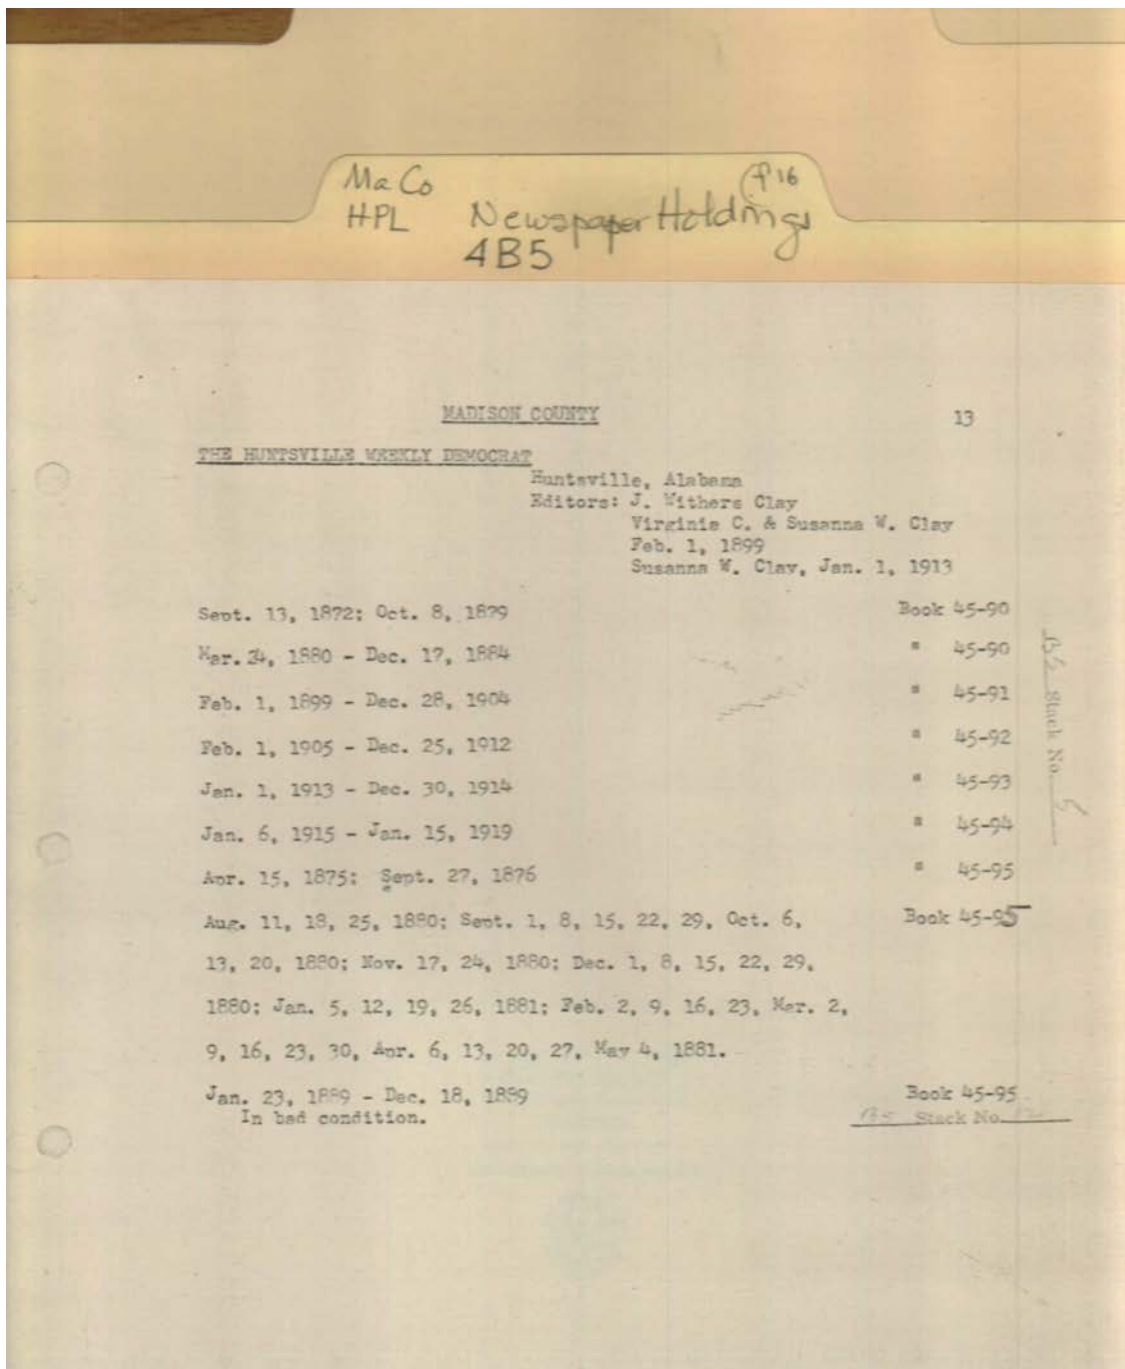 Ma Co
p 16
HPL Newspaper Holdings
4B5
MADISON COUNTY 13
THE HUNTSVILLE WEEKLY DEMOCRAT
Huntsville, Alabama
Editors: J. Withers Clay
Virginie C. & Susanna W. Clay
Feb. 1, 1899
Susanna W. Clay, Jan. 1, 1913
Sept. 13, 1872; Oct. 8, 1879 Book 45-90
Mar. 24, 1880 - Dec. 17, 1884 " 45-90
Feb. 1, 1899 - Dec. 28, 1904 " 45-91
Feb. 1, 1905 - Dec. 25, 1912 " 45-92
Jan. 1, 1913 - Dec. 30, 1914 " 45-93
Jan. 6, 1915 - Jan. 15, 1919 " 45-94
Apr. 15, 1875; Sept. 27, 1876 " 45-95
Aug. 11, 18, 25, 1880; Sept. 1, 8, 15, 22, 29, Oct. 6, Book 45-95
13, 20, 1880; Nov. 17, 24, 1880; Dec. 1, 8, 15, 22, 29,
1880; Jan. 5, 12, 19, 26, 1881; Feb. 2, 9, 16, 23, Mar. 2,
9, 16, 23, 30, Apr. 6, 13, 20, 27, May 4, 1881.
Jan. 23, 1889 - Dec. 18, 1889 Book 45-95
In bad condition.
Stack No.
Stack No. 5